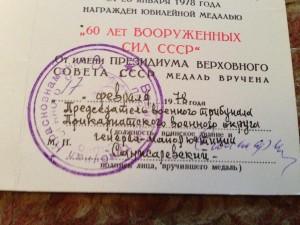 ОТ 28 ЯНВАРЯ 1978 ГОДА
НАГРАЖДЕН ЮБИЛЕЙНОЙ МЕДАЛЬЮ
"60 ЛЕТ ВООРУЖЕННЫХ
СИЛ СССР"
ОТ ИМЕНИ ПРЕЗИДИУМА ВЕРХОВНОГО
СОВЕТА СССР МЕДАЛЬ ВРУЧЕНА
февраля 1978 года
Председатель военного трибунала
Прикарпатского военного округа
(должность, воинское звание и
М. П. генерал-майор юстиции
подпись лица, вручившего медаль)